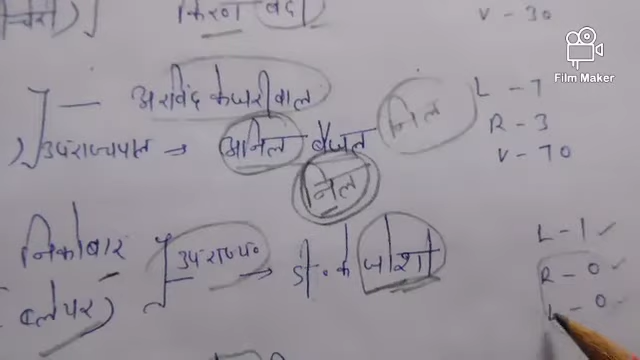 किरण बेदी V - 30
Film Maker
अरविंद केजरीवाल L - 7
उपराज्यपाल → अनिल बैजल निल R - 3
निल V - 70
निकोबार उपराज्य० → डी. के जोशी L - 1 ✓
R - 0 ✓
L - 0 ✓